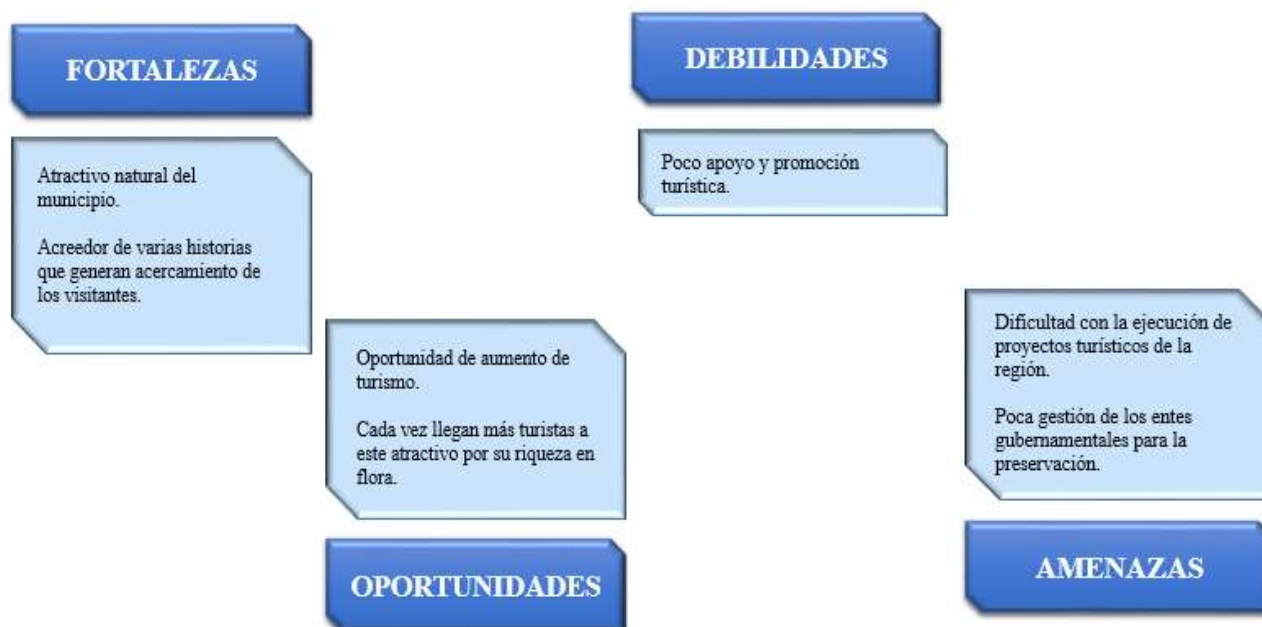 FORTALEZAS
Atractivo natural del
municipio.
Acreedor de varias historias
que generan acercamiento de
los visitantes.
Oportunidad de aumento de
turismo.
Cada vez llegan más turistas a
este atractivo por su riqueza en
flora.
OPORTUNIDADES
DEBILIDADES
Poco apoyo y promoción
turística.
Dificultad con la ejecución de
proyectos turísticos de la
región.
Poca gestión de los entes
gubernamentales para la
preservación.
AMENAZAS